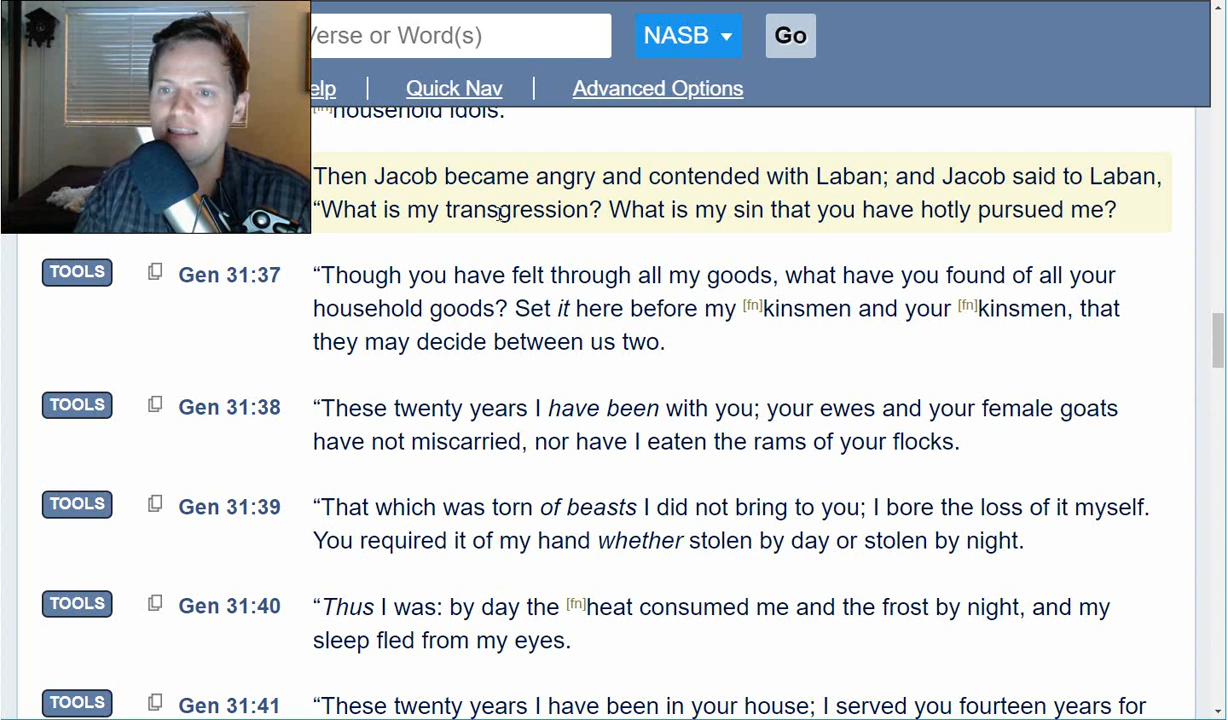 Verse or Word(s)
NASB
Go
elp | Quick Nav | Advanced Options
[fn]household idols.
Then Jacob became angry and contended with Laban; and Jacob said to Laban,
“What is my transgression? What is my sin that you have hotly pursued me?
TOOLS Gen 31:37 “Though you have felt through all my goods, what have you found of all your
household goods? Set it here before my [fn]kinsmen and your [fn]kinsmen, that
they may decide between us two.
TOOLS Gen 31:38 “These twenty years I have been with you; your ewes and your female goats
have not miscarried, nor have I eaten the rams of your flocks.
TOOLS Gen 31:39 “That which was torn of beasts I did not bring to you; I bore the loss of it myself.
You required it of my hand whether stolen by day or stolen by night.
TOOLS Gen 31:40 “Thus I was: by day the [fn]heat consumed me and the frost by night, and my
sleep fled from my eyes.
TOOLS Gen 31:41 “These twenty years I have been in your house; I served you fourteen years for